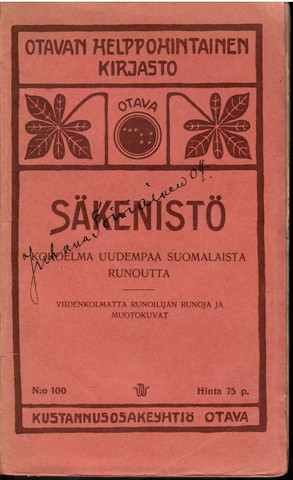 OTAVAN HELPPOHINTAINEN
KIRJASTO
OTAVA
SÄKENISTÖ
KOKOELMA UUDEMPAA SUOMALAISTA
RUNOUTTA
VIIDENKOLMATTA RUNOILIJAN RUNOJA JA
MUOTOKUVAT
N:o 100
Hinta 75 p.
KUSTANNUSOSAKEYHTIÖ OTAVA